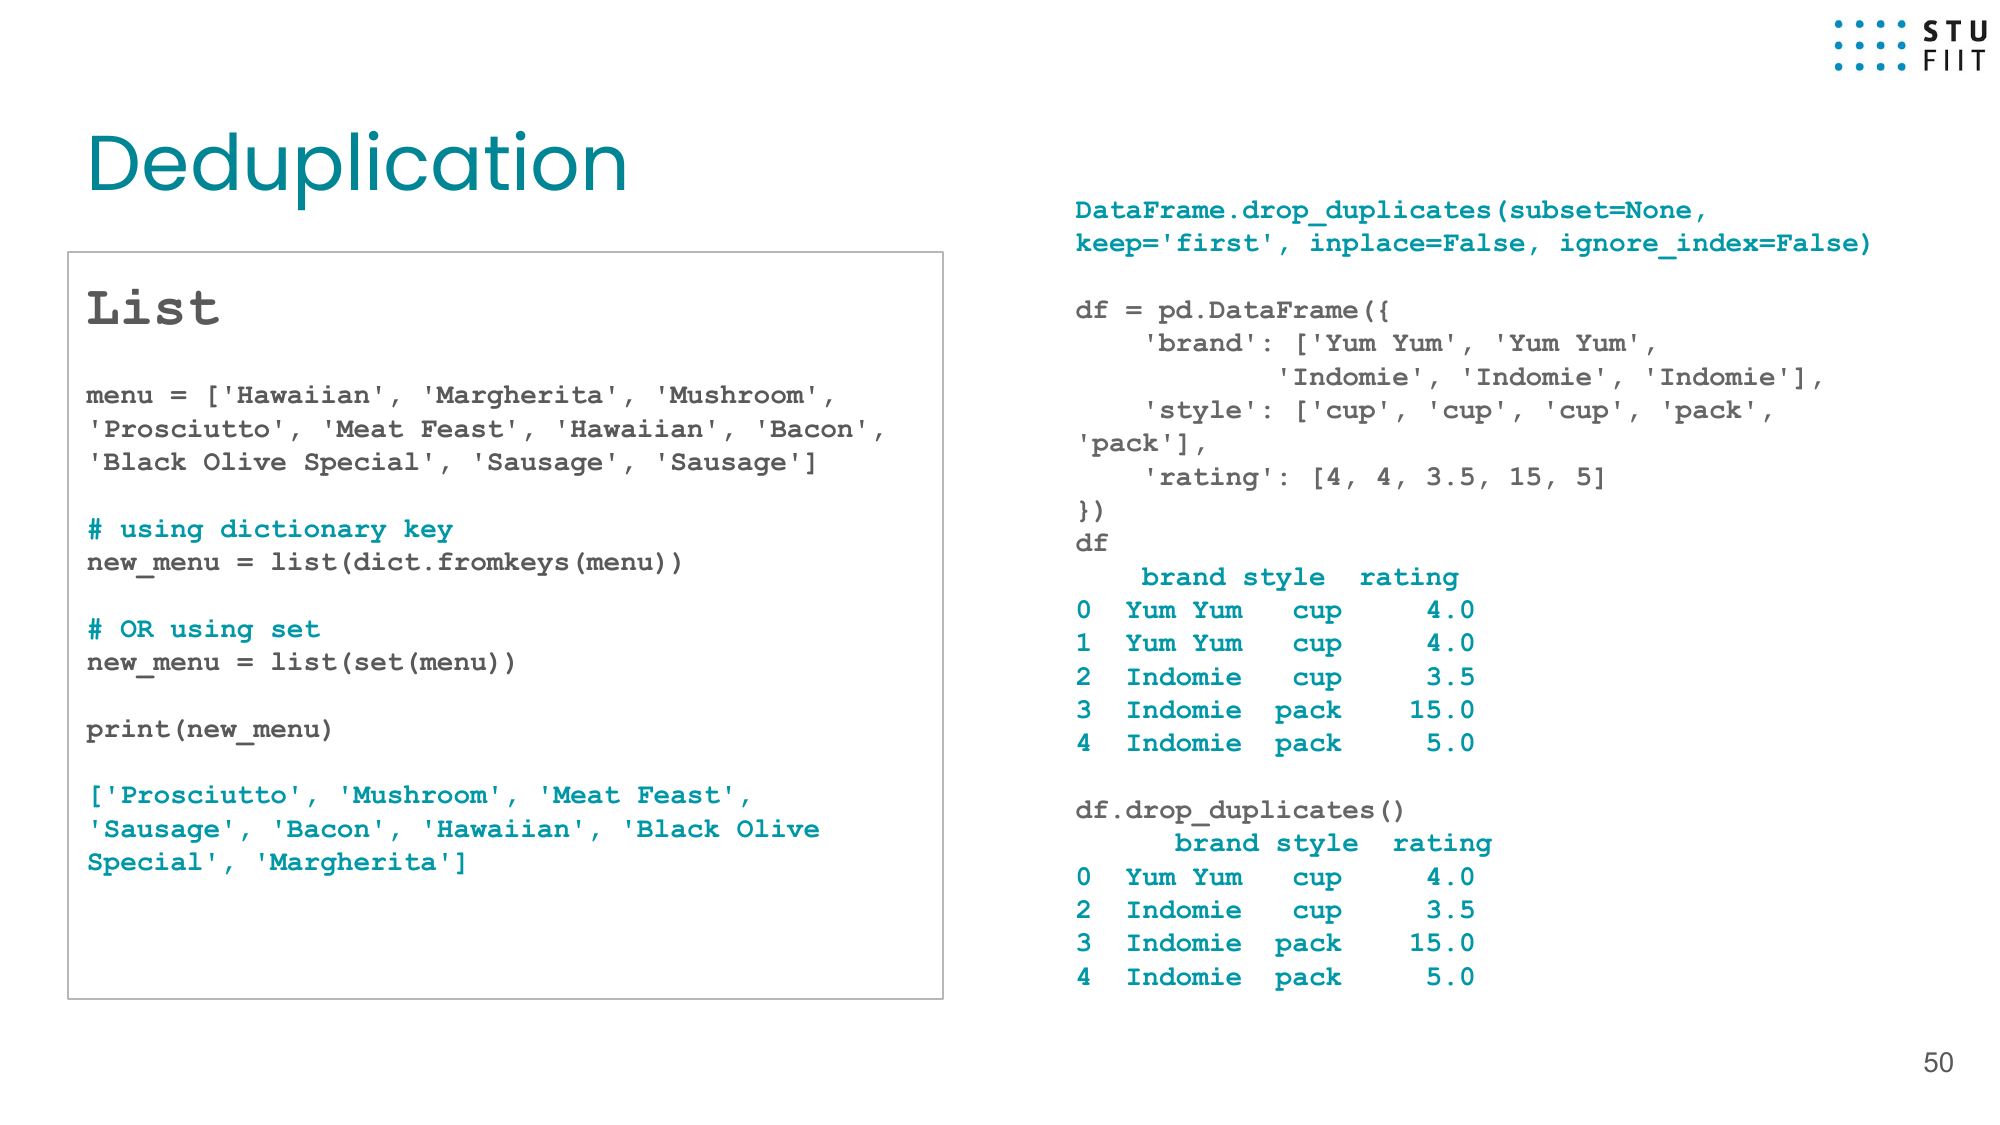 STU
FIIT
Deduplication
List
menu = ['Hawaiian', 'Margherita', 'Mushroom',
'Prosciutto', 'Meat Feast', 'Hawaiian', 'Bacon',
'Black Olive Special', 'Sausage', 'Sausage']
# using dictionary key
new_menu = list(dict.fromkeys(menu))
# OR using set
new_menu = list(set(menu))
print(new_menu)
['Prosciutto', 'Mushroom', 'Meat Feast',
'Sausage', 'Bacon', 'Hawaiian', 'Black Olive
Special', 'Margherita']
DataFrame.drop_duplicates(subset=None,
keep='first', inplace=False, ignore_index=False)
df = pd.DataFrame({
    'brand': ['Yum Yum', 'Yum Yum',
            'Indomie', 'Indomie', 'Indomie'],
    'style': ['cup', 'cup', 'cup', 'pack',
'pack'],
    'rating': [4, 4, 3.5, 15, 5]
})
df
    brand style  rating
0  Yum Yum   cup     4.0
1  Yum Yum   cup     4.0
2  Indomie   cup     3.5
3  Indomie  pack    15.0
4  Indomie  pack     5.0
df.drop_duplicates()
      brand style  rating
0  Yum Yum   cup     4.0
2  Indomie   cup     3.5
3  Indomie  pack    15.0
4  Indomie  pack     5.0
50